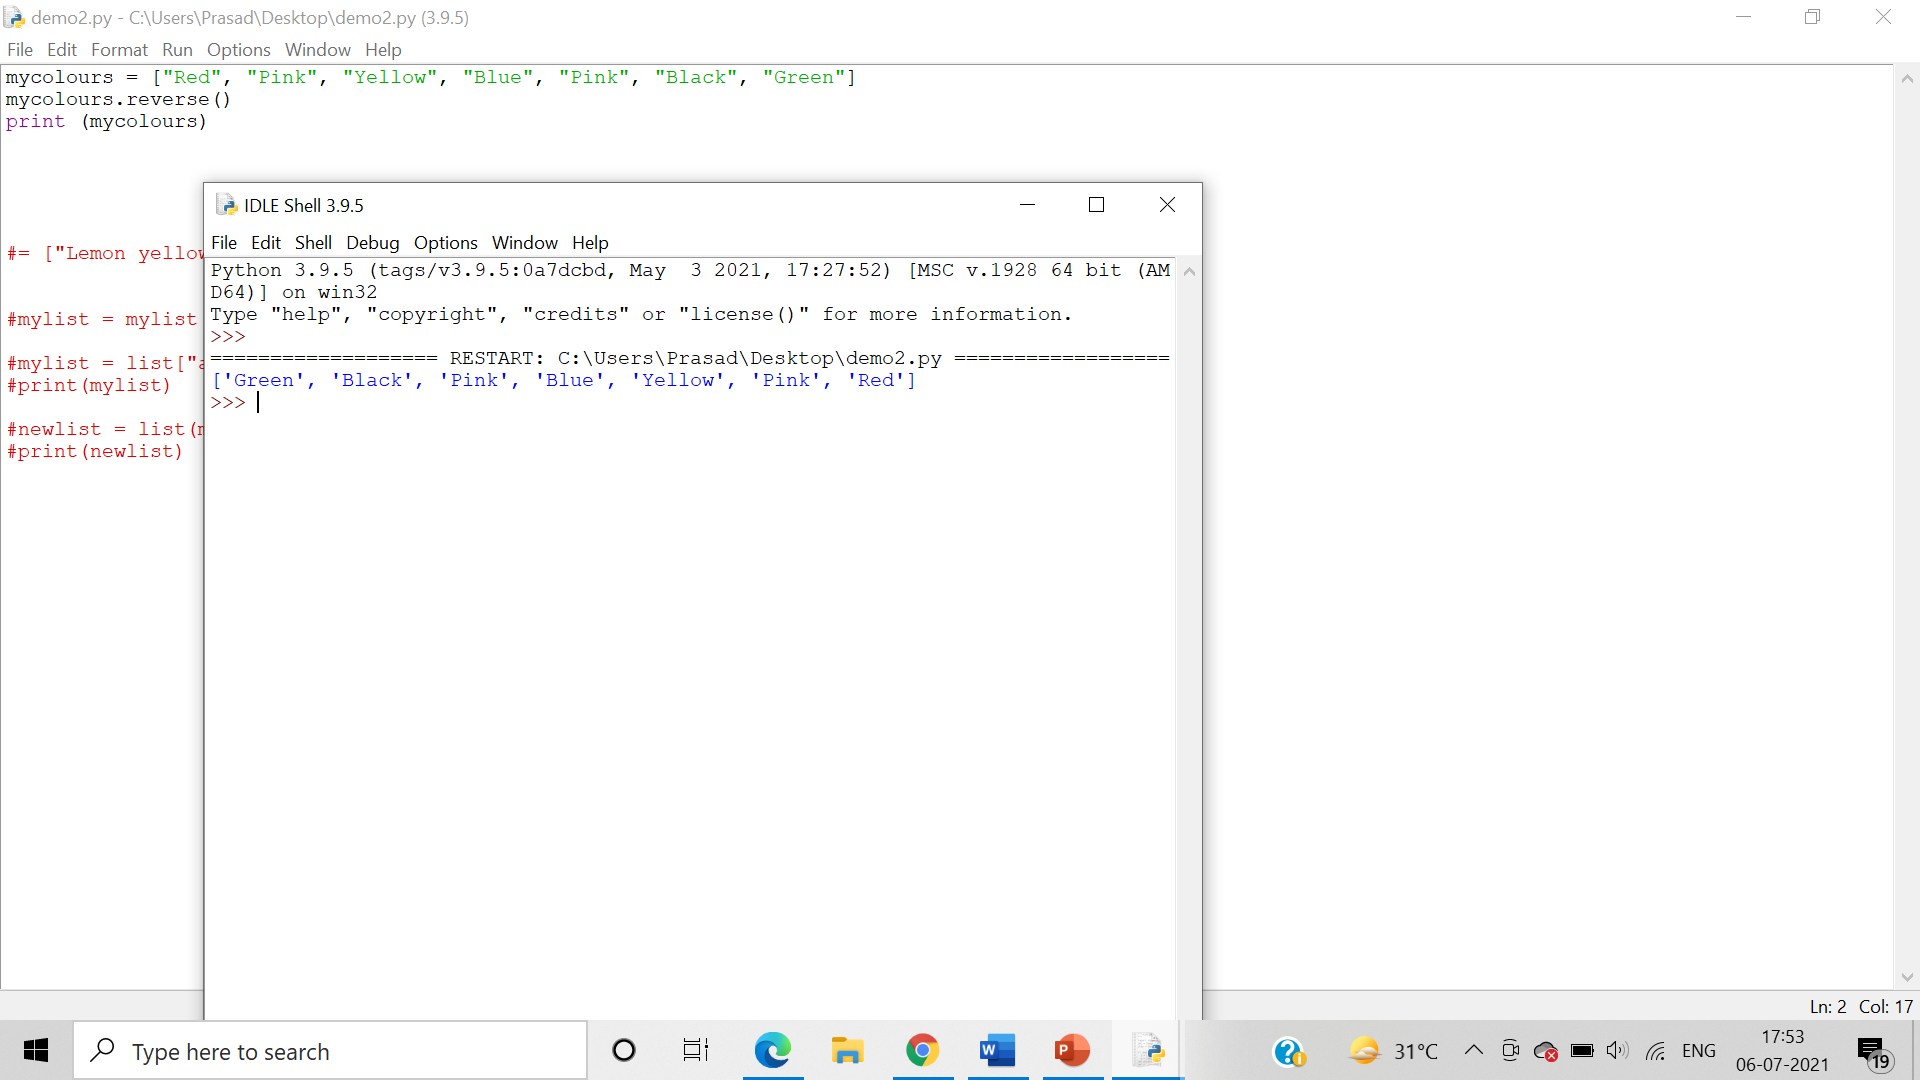 demo2.py - C:\Users\Prasad\Desktop\demo2.py (3.9.5)
File Edit Format Run Options Window Help
mycolours = ["Red", "Pink", "Yellow", "Blue", "Pink", "Black", "Green"]
mycolours.reverse()
print (mycolours)
#= ["Lemon yellow
#mylist = mylist
#mylist = list["a
#print(mylist)
#newlist = list(
#print(newlist)
IDLE Shell 3.9.5
File Edit Shell Debug Options Window Help
Python 3.9.5 (tags/v3.9.5:0a7dcbd, May  3 2021, 17:27:52) [MSC v.1928 64 bit (AM
D64)] on win32
Type "help", "copyright", "credits" or "license()" for more information.
>>>
=================== RESTART: C:\Users\Prasad\Desktop\demo2.py ==================
['Green', 'Black', 'Pink', 'Blue', 'Yellow', 'Pink', 'Red']
>>>
Ln: 2 Col: 17
Type here to search
31°C
ENG
17:53
06-07-2021
19